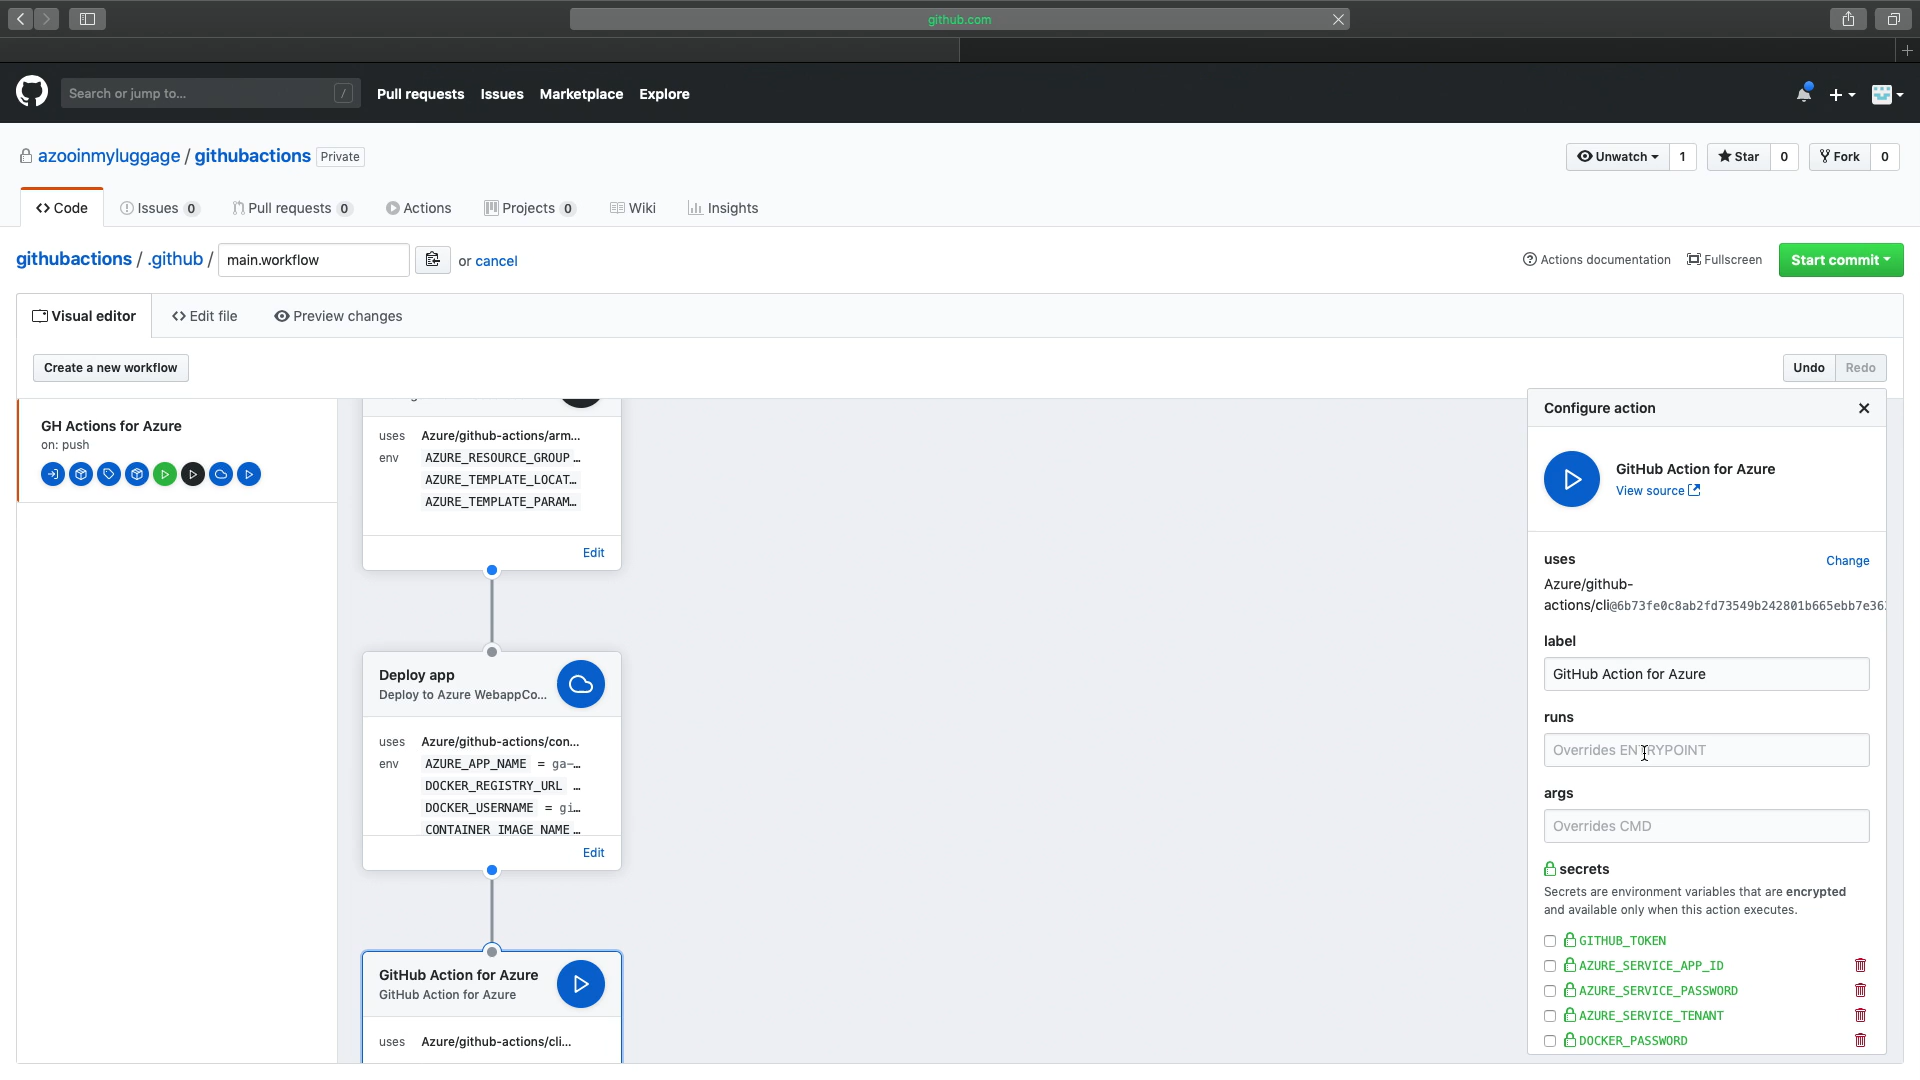 github.com
Search or jump to... /
Pull requests Issues Marketplace Explore
azooinmyluggage / githubactions Private
Unwatch 1 Star 0 Fork 0
Code Issues 0 Pull requests 0 Actions Projects 0 Wiki Insights
githubactions / .github / main.workflow or cancel
Actions documentation Fullscreen Start commit
Visual editor Edit file Preview changes
Create a new workflow
Undo Redo
GH Actions for Azure
on: push
uses Azure/github-actions/arm...
env AZURE_RESOURCE_GROUP …
AZURE_TEMPLATE_LOCAT…
AZURE_TEMPLATE_PARAM…
Edit
Deploy app
Deploy to Azure WebappCo...
uses Azure/github-actions/con...
env AZURE_APP_NAME = ga-…
DOCKER_REGISTRY_URL …
DOCKER_USERNAME = gi…
CONTAINER_IMAGE_NAME …
Edit
GitHub Action for Azure
GitHub Action for Azure
uses Azure/github-actions/cli...
Configure action
GitHub Action for Azure
View source
uses Change
Azure/github-
actions/cli@6b73fe0c8ab2fd73549b242801b665ebb7e36
label
GitHub Action for Azure
runs
Overrides ENTRYPOINT
args
Overrides CMD
secrets
Secrets are environment variables that are encrypted
and available only when this action executes.
GITHUB_TOKEN
AZURE_SERVICE_APP_ID
AZURE_SERVICE_PASSWORD
AZURE_SERVICE_TENANT
DOCKER_PASSWORD